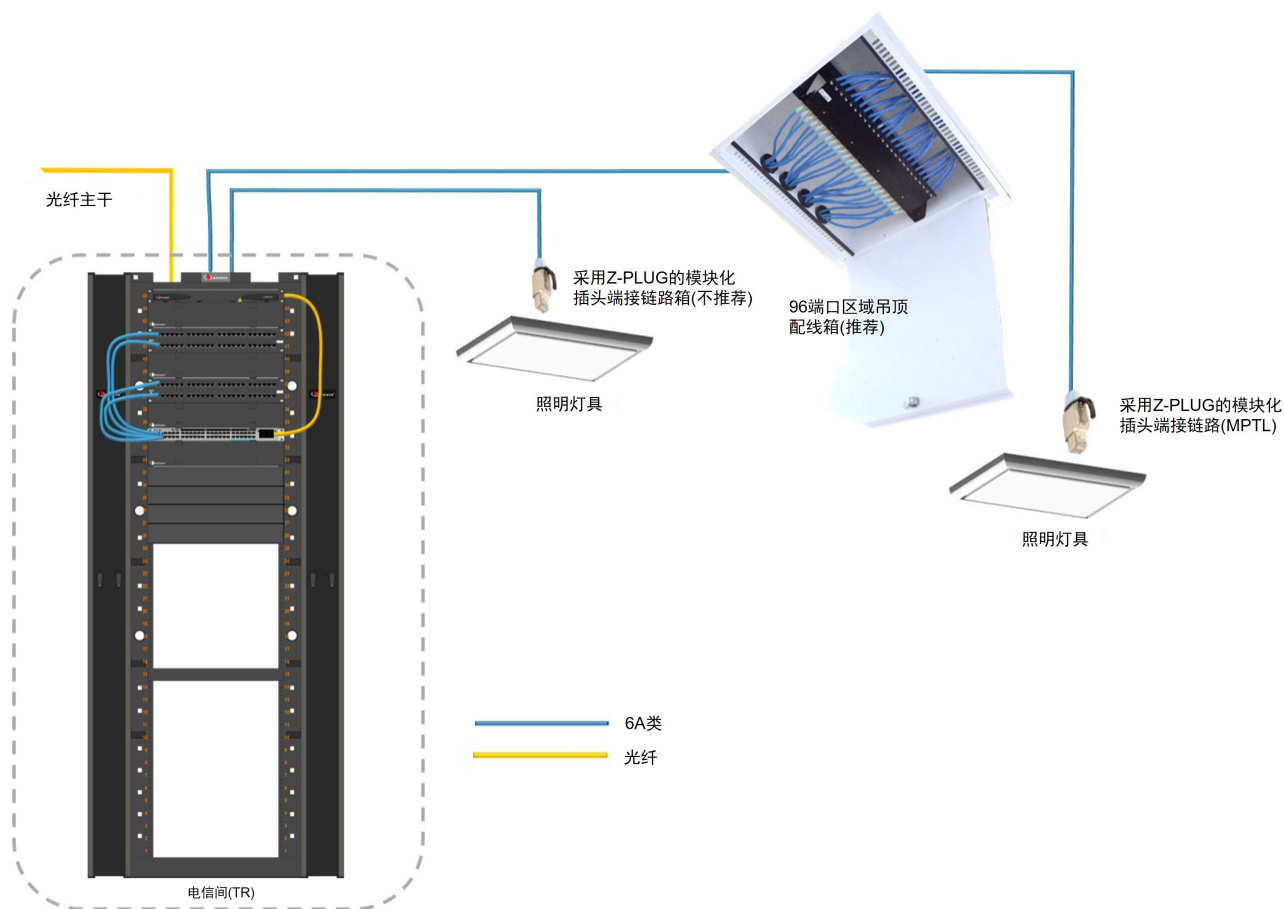 光纤主干
采用Z-PLUG的模块化
插头端接链路箱(不推荐)
照明灯具
96端口区域吊顶
配线箱(推荐)
采用Z-PLUG的模块化
插头端接链路(MPTL)
照明灯具
6A类
光纤
电信间(TR)